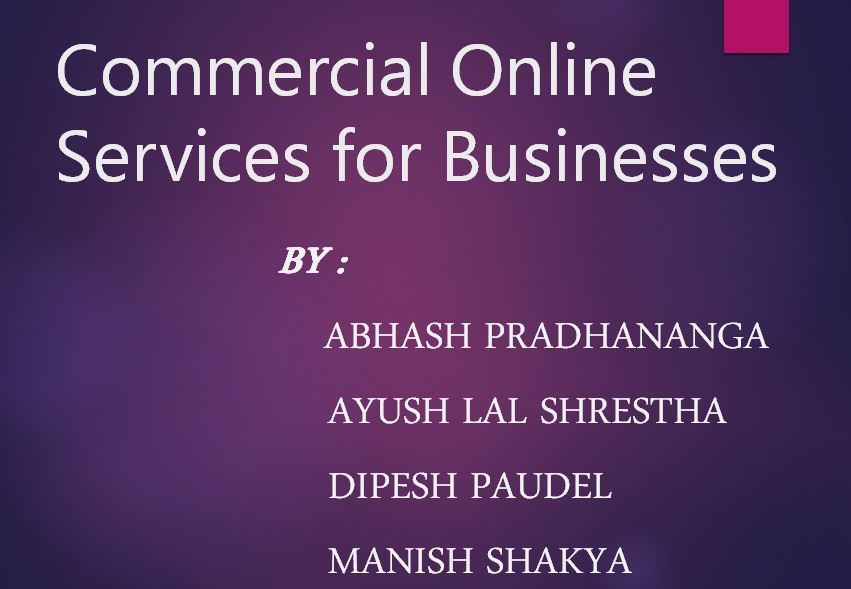 Commercial Online
Services for Businesses
BY :
ABHASH PRADHANANGA
AYUSH LAL SHRESTHA
DIPESH PAUDEL
MANISH SHAKYA